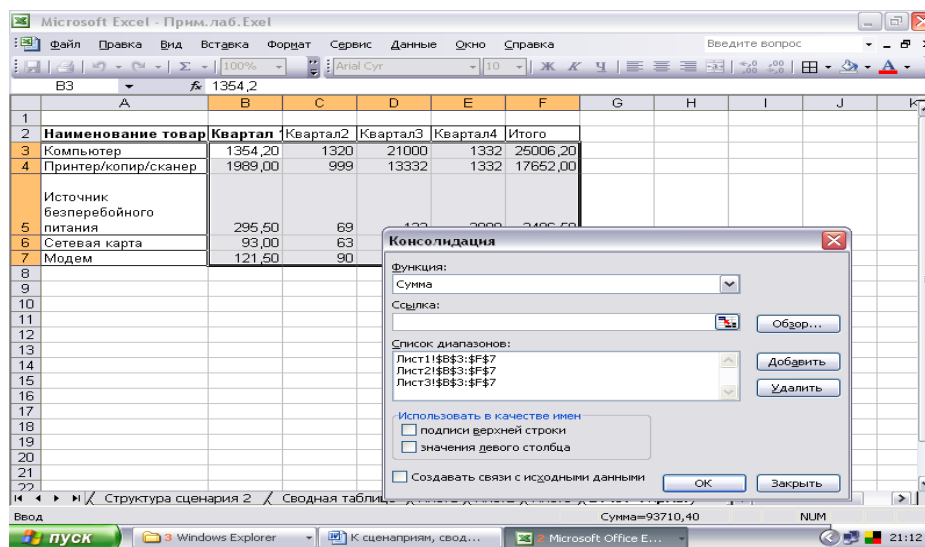 Microsoft Excel - Прим.лаб.Exel
Файл Правка Вид Вставка Формат Сервис Данные Окно Справка Введите вопрос
100% Arial Cyr 10 Ж К Ч
B3 fx 1354,2
A B C D E F G H I J K
1
2 Наименование товар Квартал 1 Квартал2 Квартал3 Квартал4 Итого
3 Компьютер 1354,20 1320 21000 1332 25006,20
4 Принтер/копир/сканер 1989,00 999 13332 1332 17652,00
Источник
безперебойного
5 питания 295,50 69
6 Сетевая карта 93,00 63
7 Модем 121,50 90
8
9
10
11
12
13
14
15
16
17
18
19
20
21
22
Консолидация
Функция:
Сумма
Ссылка:
Обзор...
Список диапазонов:
Лист1!$B$3:$F$7
Лист2!$B$3:$F$7
Лист3!$B$3:$F$7
Добавить
Удалить
Использовать в качестве имен
подписи верхней строки
значения левого столбца
Создавать связи с исходными данными
ОК
Закрыть
Структура сценария 2 Сводная таблиц
Ввод Сумма=93710,40 NUM
пуск 3 Windows Explorer К сценаприян, свод... 2 Microsoft Office E... 21:12